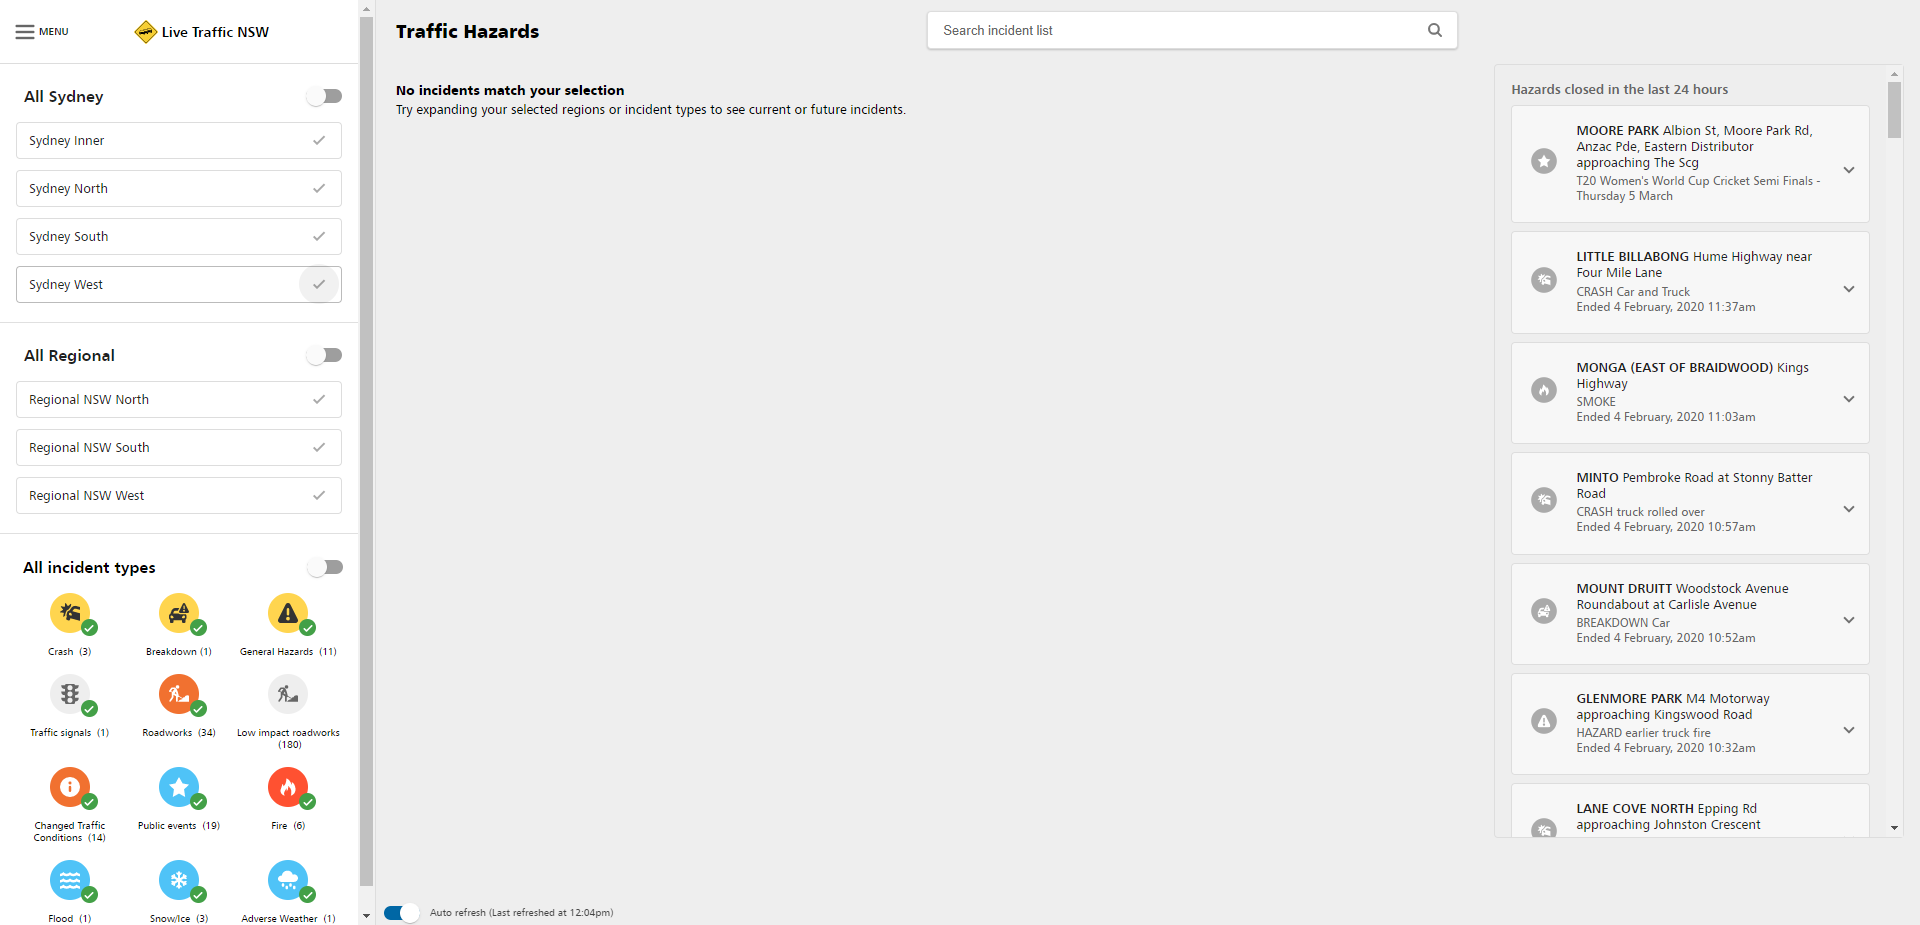 MENU
Live Traffic NSW
All Sydney
Sydney Inner
Sydney North
Sydney South
Sydney West
All Regional
Regional NSW North
Regional NSW South
Regional NSW West
All incident types
Crash (3)
Breakdown (1)
General Hazards (11)
Traffic signals (1)
Roadworks (34)
Low impact roadworks
(180)
Changed Traffic
Conditions (14)
Public events (19)
Fire (6)
Flood (1)
Snow/Ice (3)
Adverse Weather (1)
Traffic Hazards
Search incident list
No incidents match your selection
Try expanding your selected regions or incident types to see current or future incidents.
Auto refresh (Last refreshed at 12:04pm)
Hazards closed in the last 24 hours
MOORE PARK Albion St, Moore Park Rd,
Anzac Pde, Eastern Distributor
approaching The Scg
T20 Women's World Cup Cricket Semi Finals -
Thursday 5 March
LITTLE BILLABONG Hume Highway near
Four Mile Lane
CRASH Car and Truck
Ended 4 February, 2020 11:37am
MONGA (EAST OF BRAIDWOOD) Kings
Highway
SMOKE
Ended 4 February, 2020 11:03am
MINTO Pembroke Road at Stonny Batter
Road
CRASH truck rolled over
Ended 4 February, 2020 10:57am
MOUNT DRUITT Woodstock Avenue
Roundabout at Carlisle Avenue
BREAKDOWN Car
Ended 4 February, 2020 10:52am
GLENMORE PARK M4 Motorway
approaching Kingswood Road
HAZARD earlier truck fire
Ended 4 February, 2020 10:32am
LANE COVE NORTH Epping Rd
approaching Johnston Crescent